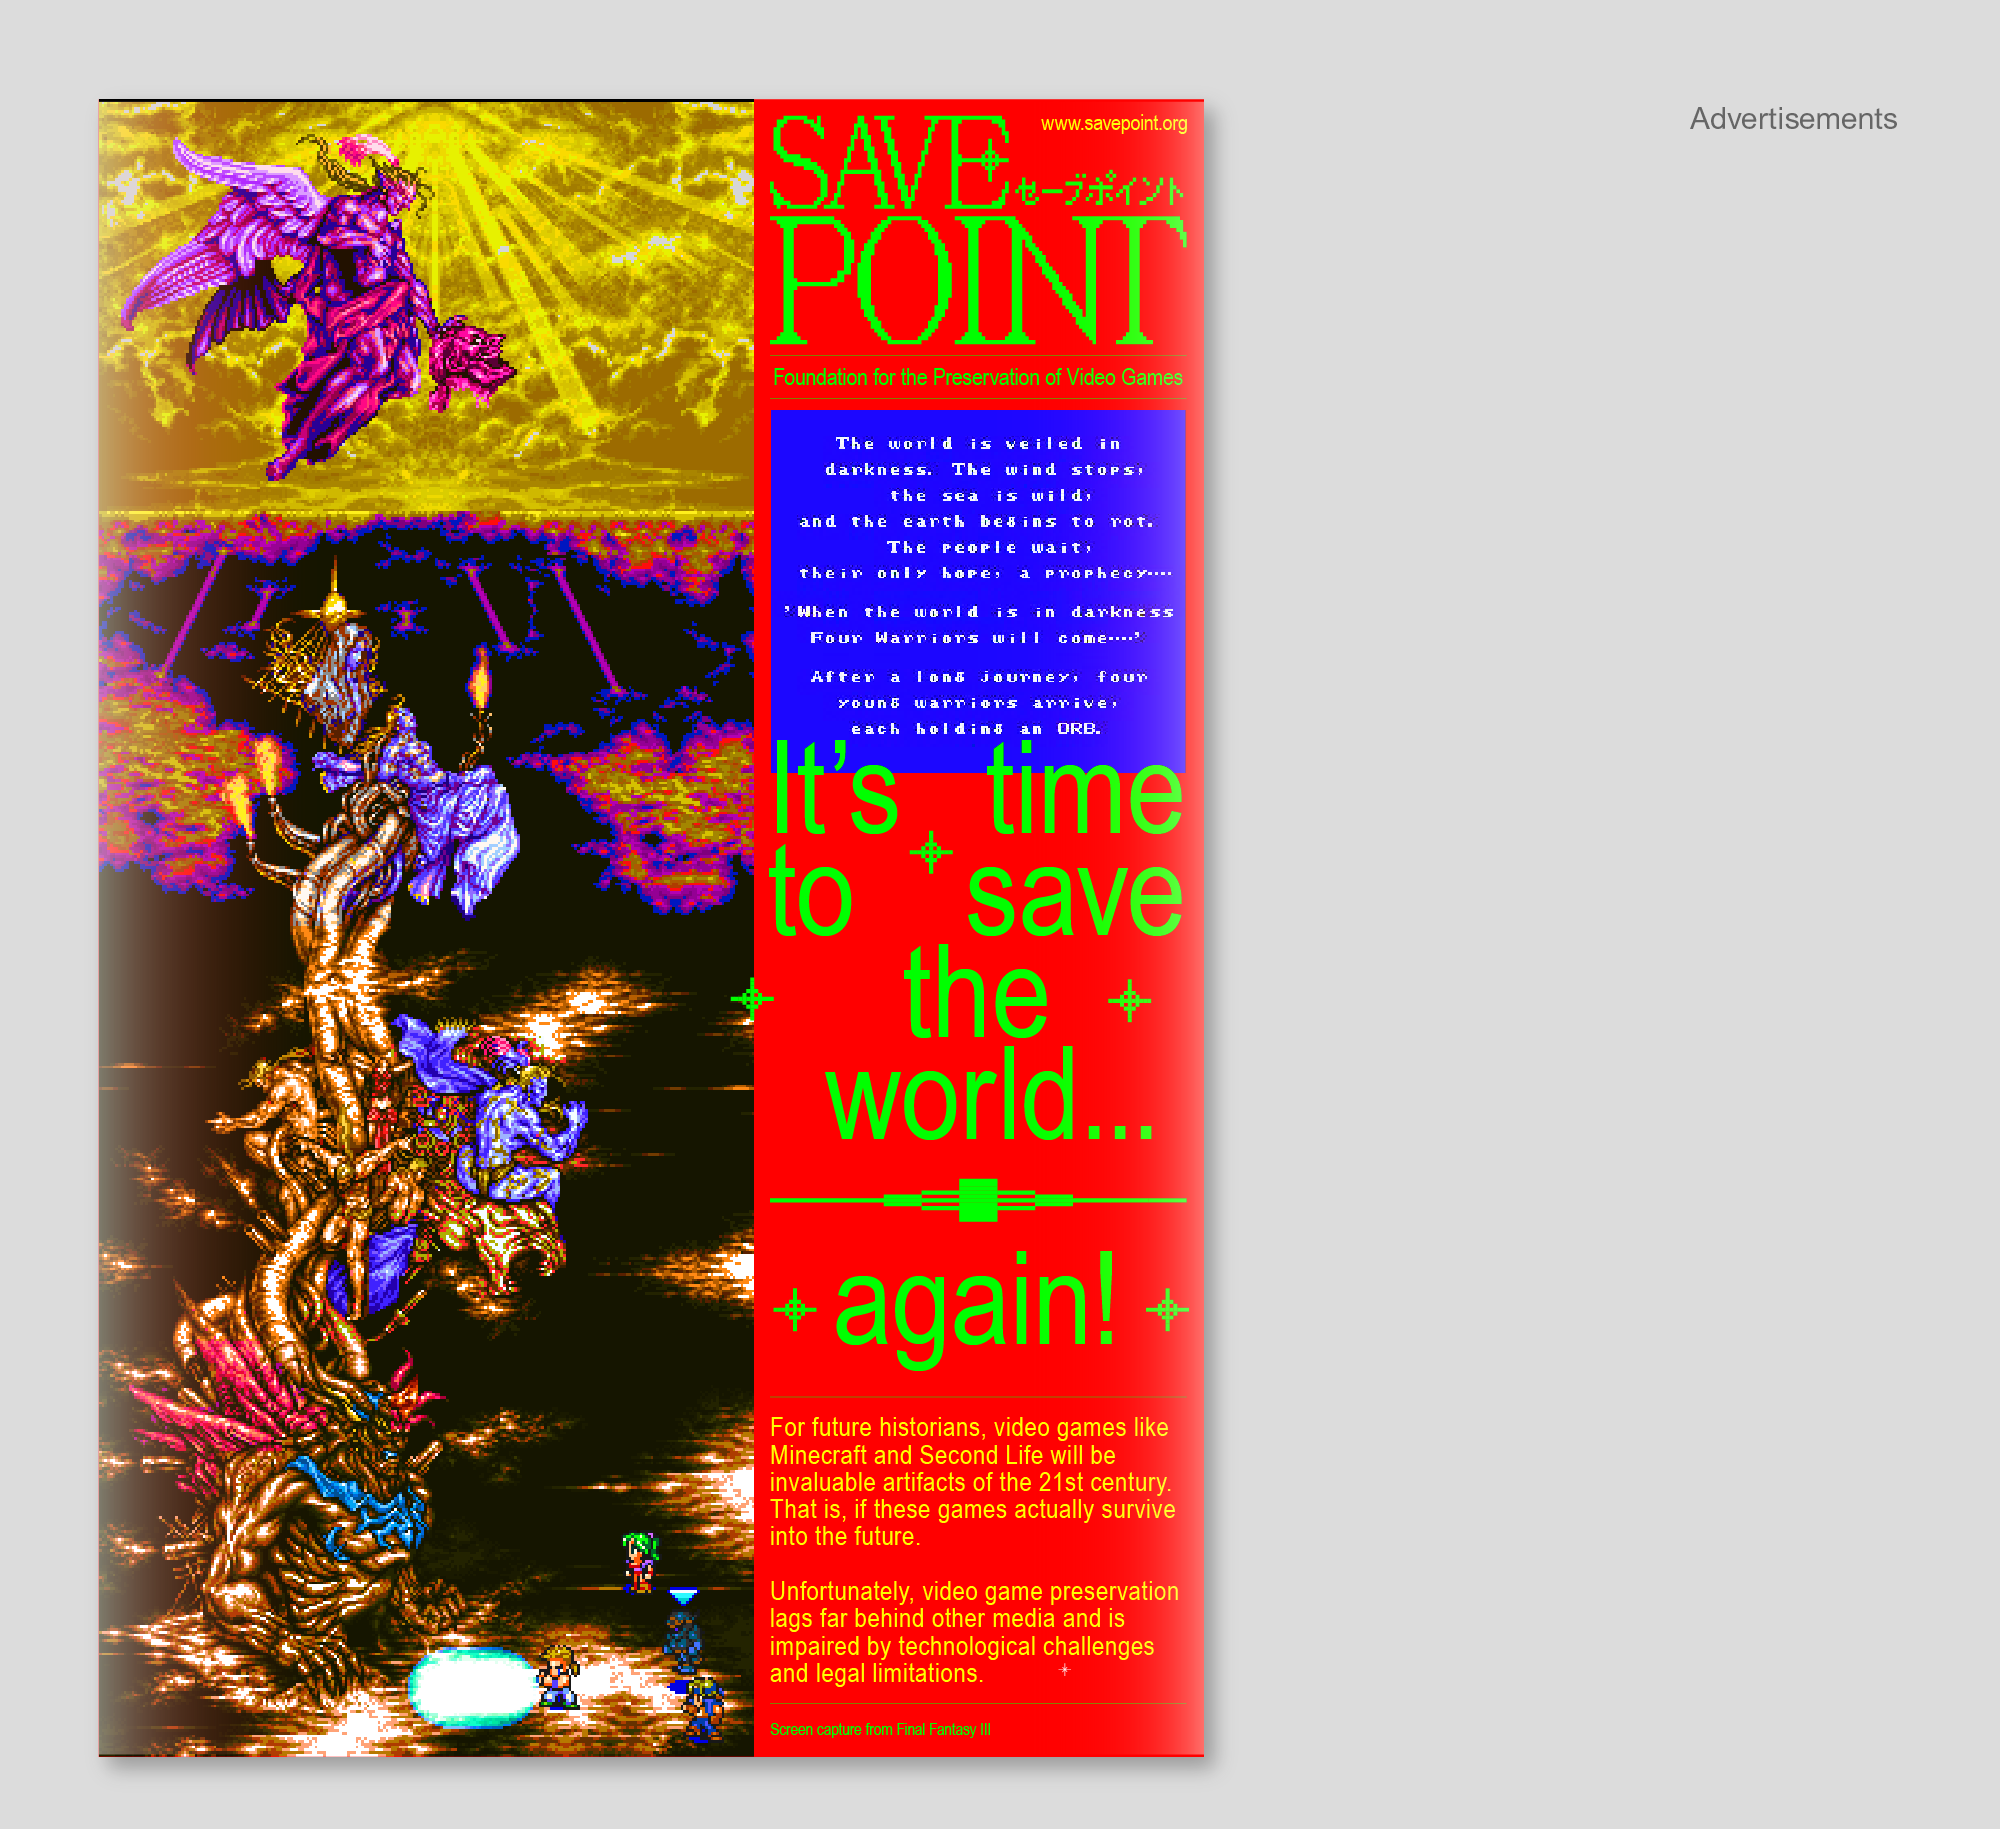 Advertisements
www.savepoint.org
SAVE
セーブポイント
POINT
Foundation for the Preservation of Video Games
The world is veiled in
darkness. The wind stops,
the sea is wild,
and the earth begins to rot.
The people wait,
their only hope, a prophecy....
'When the world is in darkness
Four Warriors will come....'
After a long journey, four
young warriors arrive,
each holding an ORB.
It’s time
to save
the
world...
again!
For future historians, video games like
Minecraft and Second Life will be
invaluable artifacts of the 21st century.
That is, if these games actually survive
into the future.
Unfortunately, video game preservation
lags far behind other media and is
impaired by technological challenges
and legal limitations.
Screen capture from Final Fantasy III